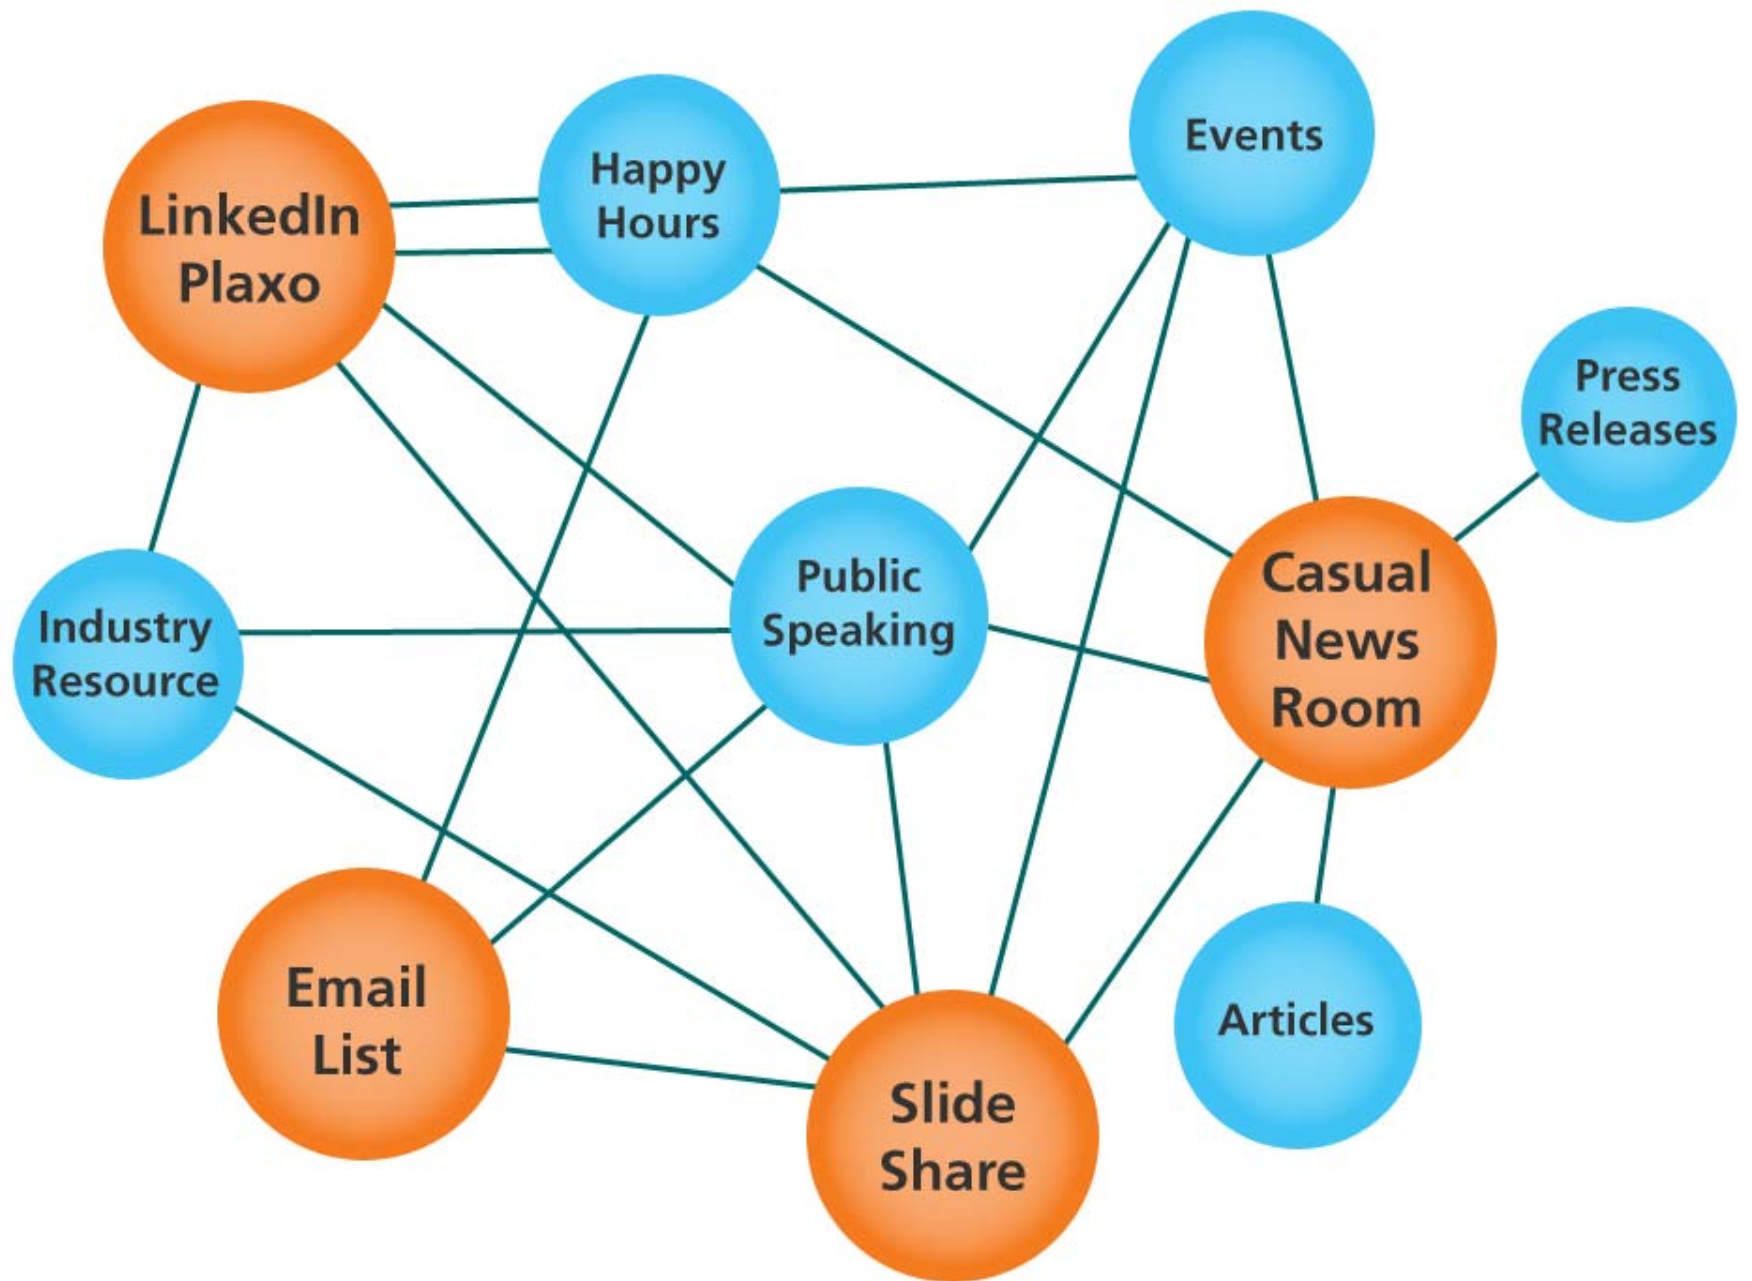 Events
Happy
Hours
LinkedIn
Plaxo
Press
Releases
Public
Speaking
Casual
News
Room
Industry
Resource
Email
List
Articles
Slide
Share